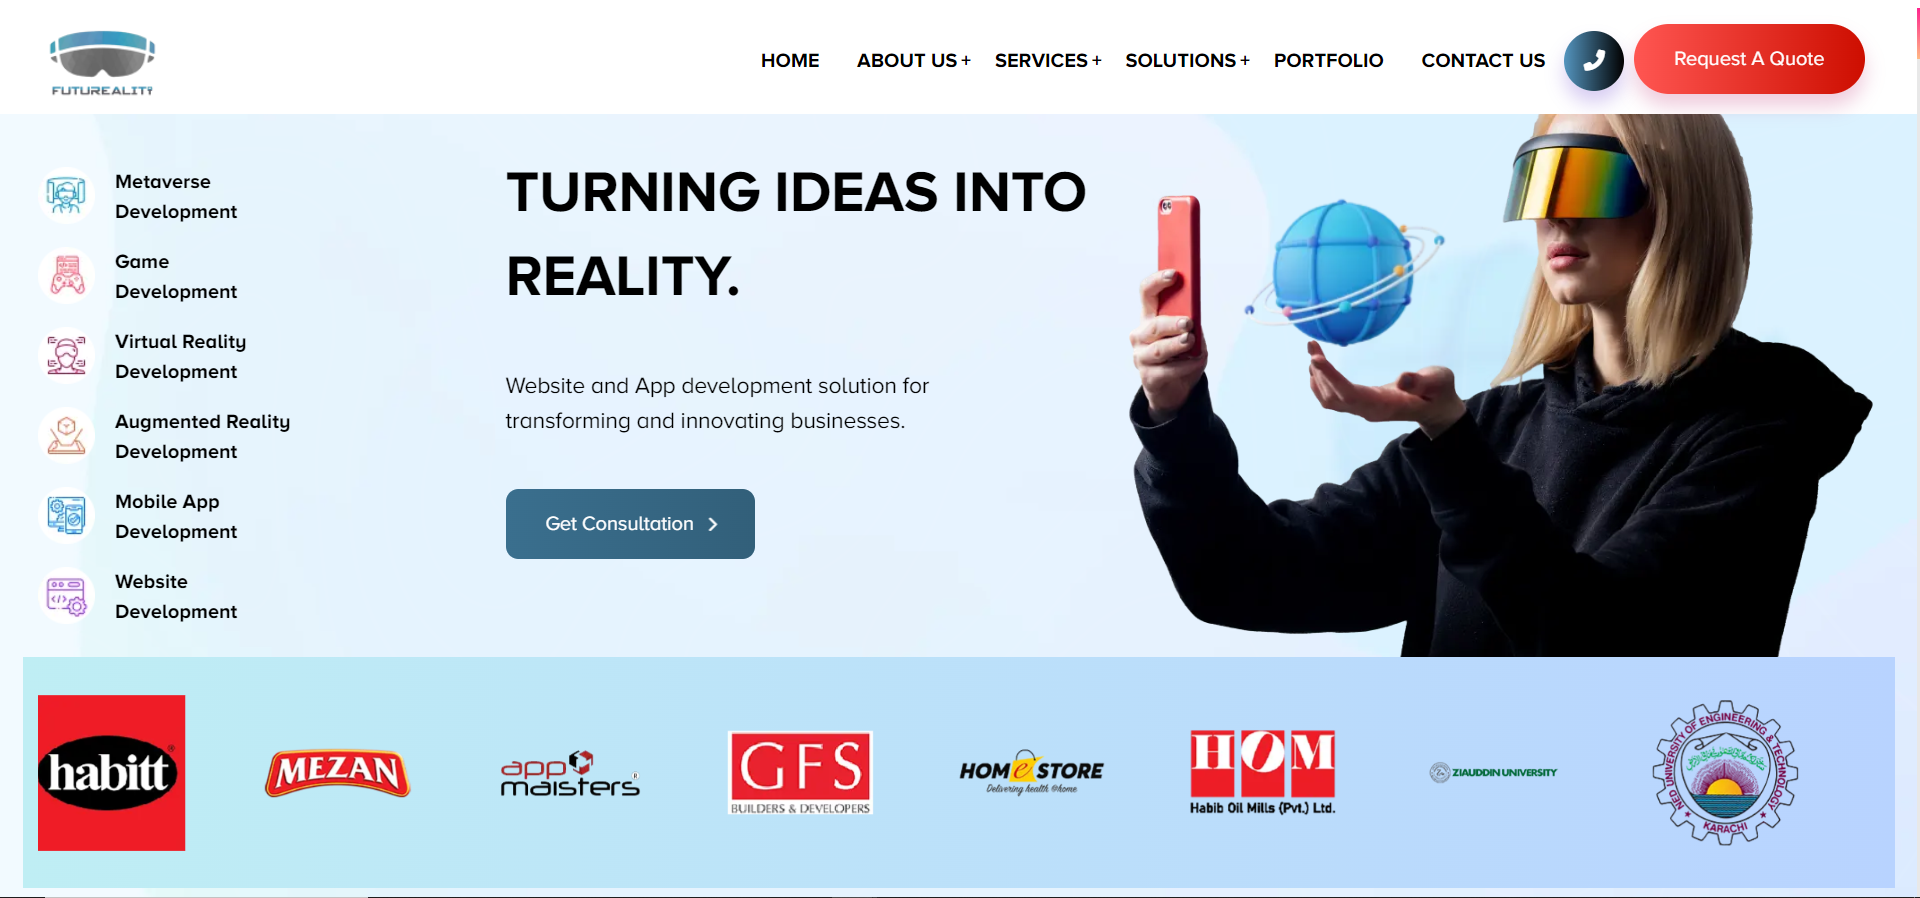 FUTUREALITY
HOME
ABOUT US+
SERVICES+
SOLUTIONS+
PORTFOLIO
CONTACT US
Request A Quote
Metaverse
Development
Game
Development
Virtual Reality
Development
Augmented Reality
Development
Mobile App
Development
Website
Development
TURNING IDEAS INTO
REALITY.
Website and App development solution for
transforming and innovating businesses.
Get Consultation
habitt
MEZAN
app
maisters
GFS
BUILDERS & DEVELOPERS
HOMeSTORE
Delivering health @home
HOM
Habib Oil Mills (Pvt.) Ltd.
ZIAUDDIN UNIVERSITY
NED UNIVERSITY OF ENGINEERING & TECHNOLOGY
KARACHI